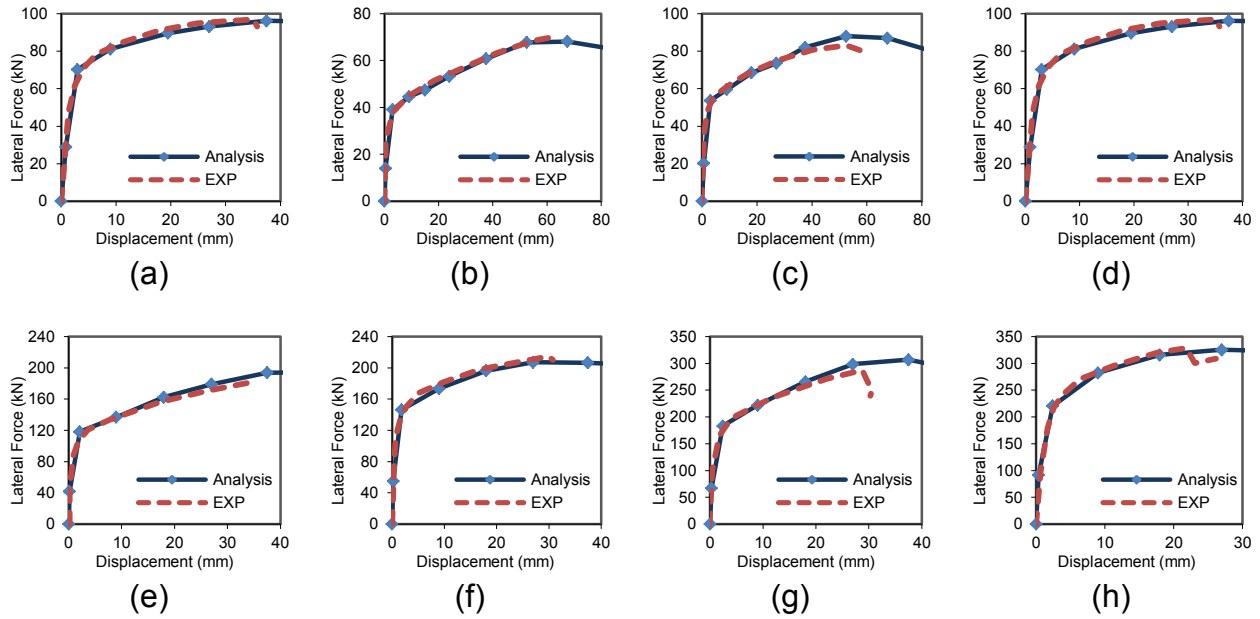 100
80
60
40
20
0
Lateral Force (kN)
Analysis
EXP
0 10 20 30 40
Displacement (mm)
(a)
80
60
40
20
0
Lateral Force (kN)
Analysis
EXP
0 20 40 60 80
Displacement (mm)
(b)
120
100
80
60
40
20
0
Lateral Force (kN)
Analysis
EXP
0 20 40 60 80
Displacement (mm)
(c)
100
80
60
40
20
0
Lateral Force (kN)
Analysis
EXP
0 10 20 30 40
Displacement (mm)
(d)
240
200
160
120
80
40
0
Lateral Force (kN)
Analysis
EXP
0 10 20 30 40
Displacement (mm)
(e)
240
200
160
120
80
40
0
Lateral Force (kN)
Analysis
EXP
0 10 20 30 40
Displacement (mm)
(f)
350
300
250
200
150
100
50
0
Lateral Force (kN)
Analysis
EXP
0 10 20 30 40
Displacement (mm)
(g)
350
300
250
200
150
100
50
0
Lateral Force (kN)
Analysis
EXP
0 10 20 30
Displacement (mm)
(h)